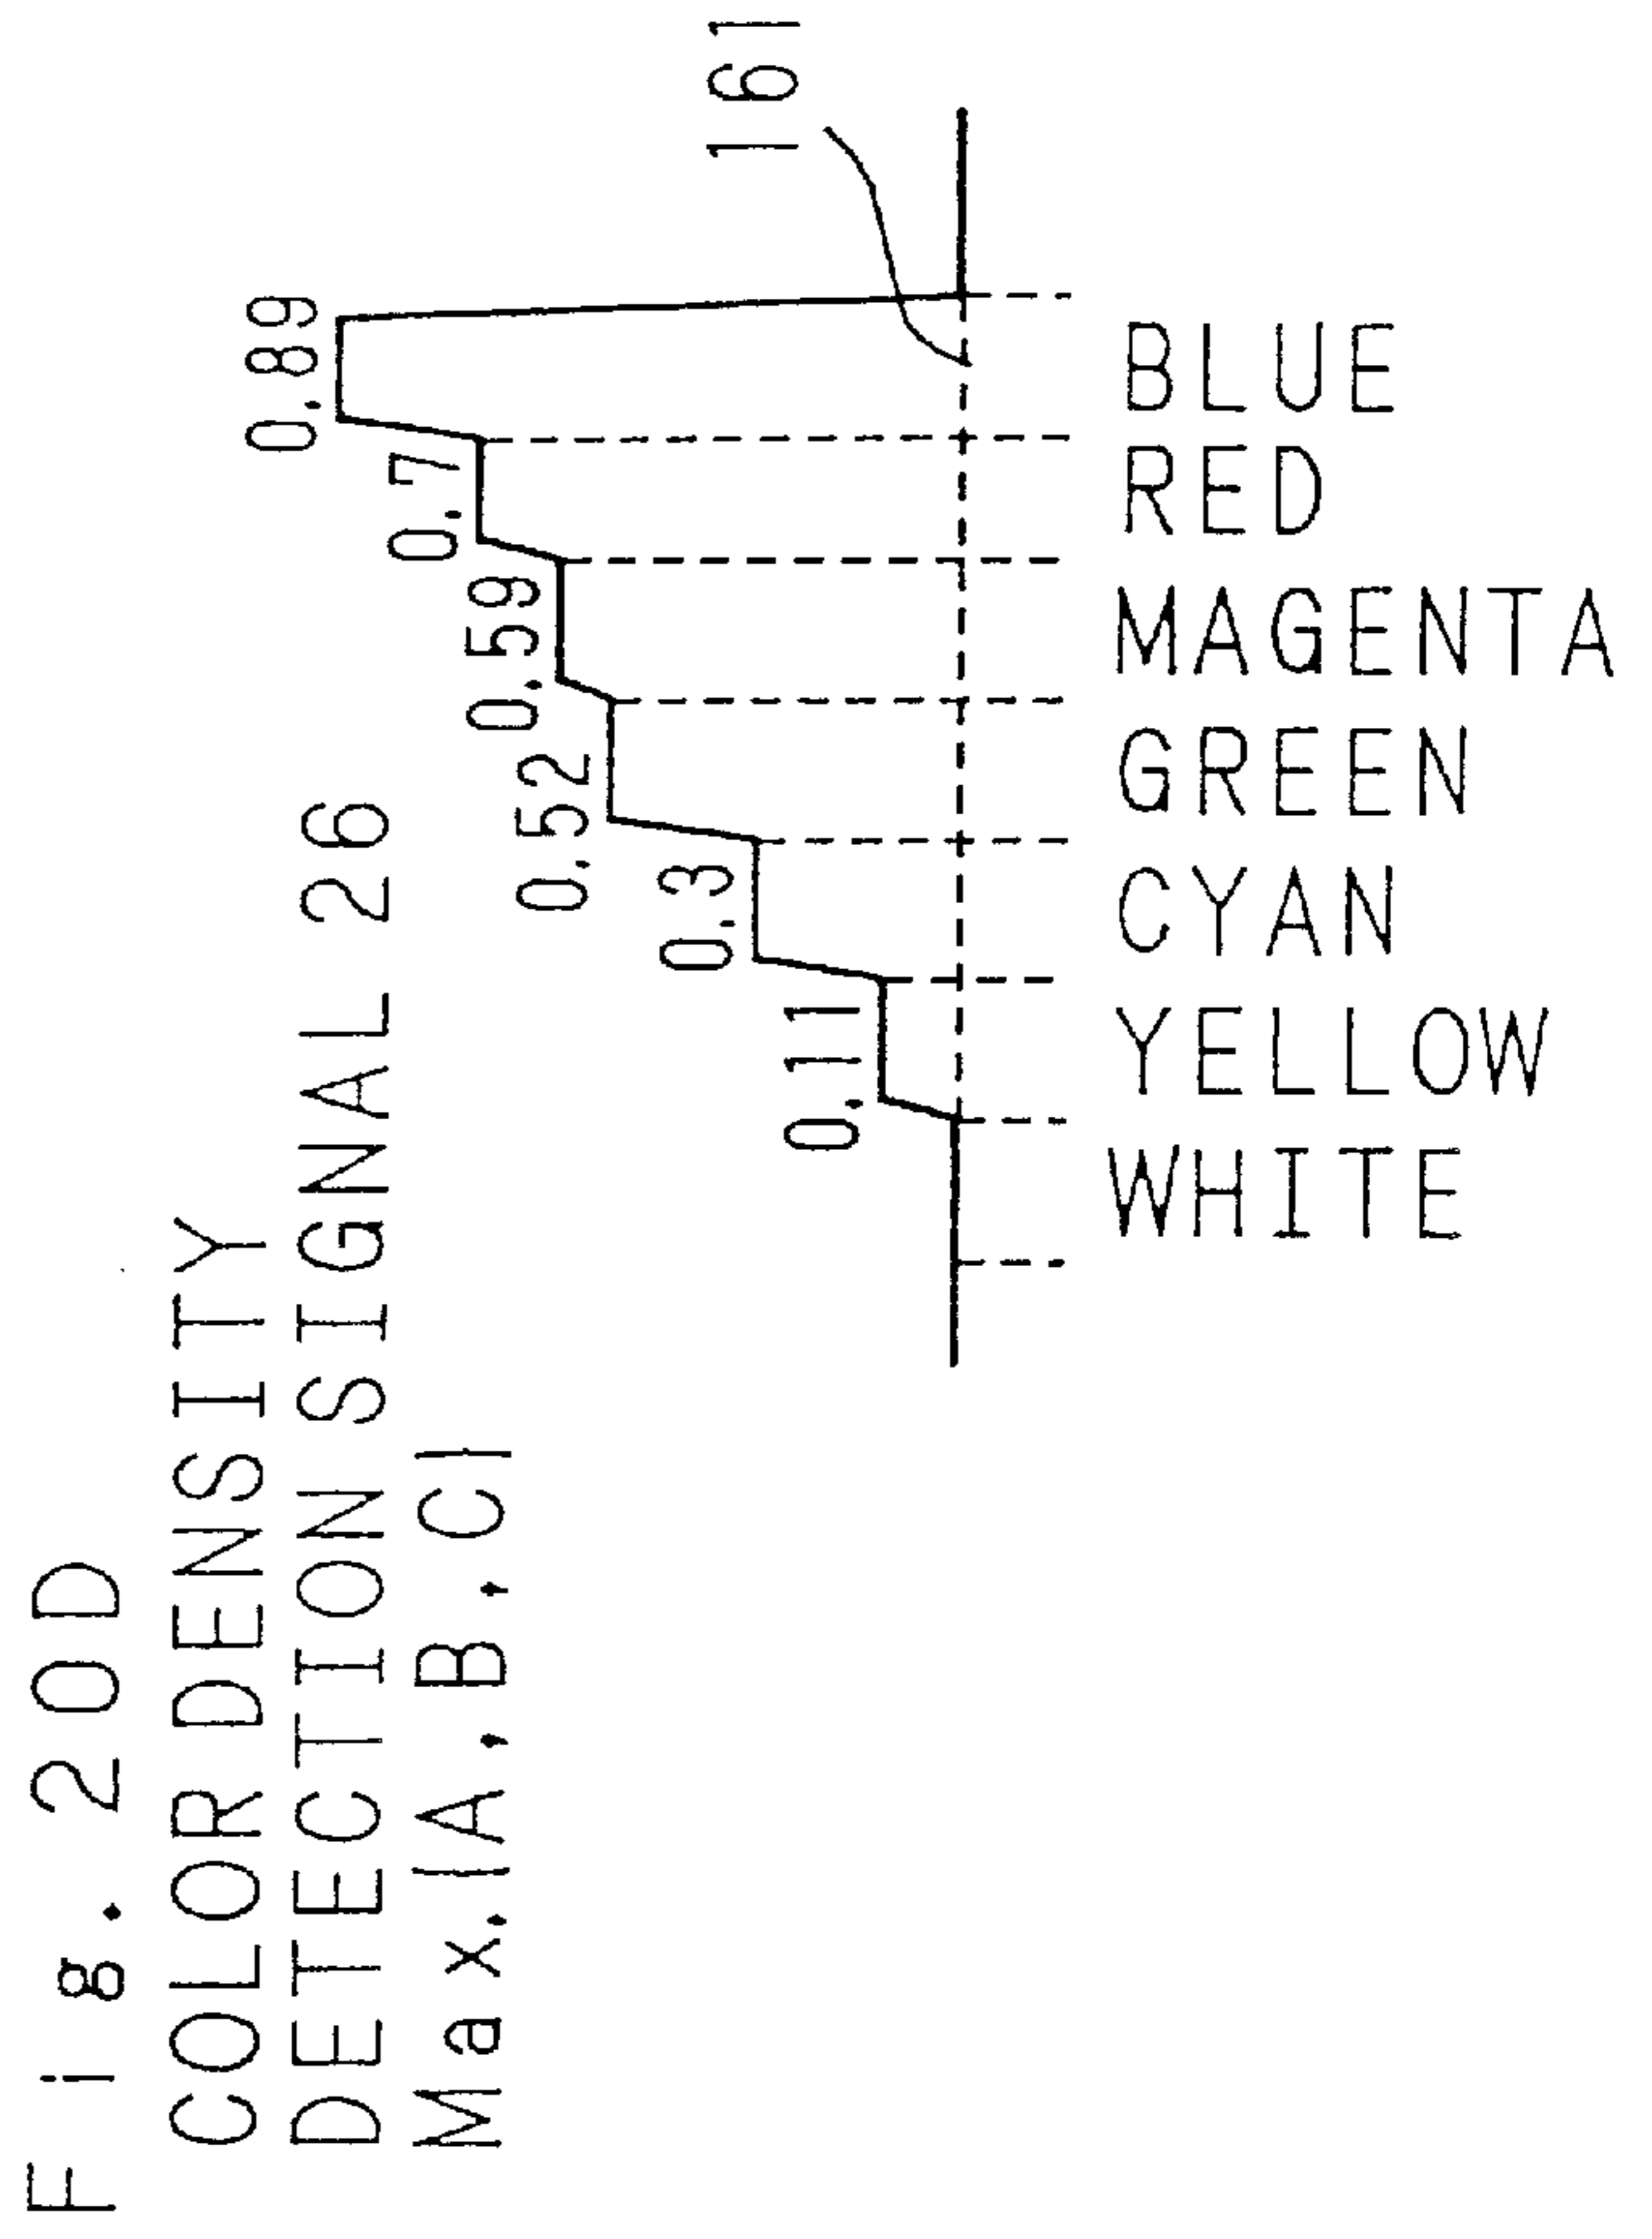 Fig. 20D
COLOR DENSITY
DETECTION SIGNAL 26
Max.(A,B,C)
0.89
0.7
0.59
0.52
0.3
0.11
161
WHITE
YELLOW
CYAN
GREEN
MAGENTA
RED
BLUE